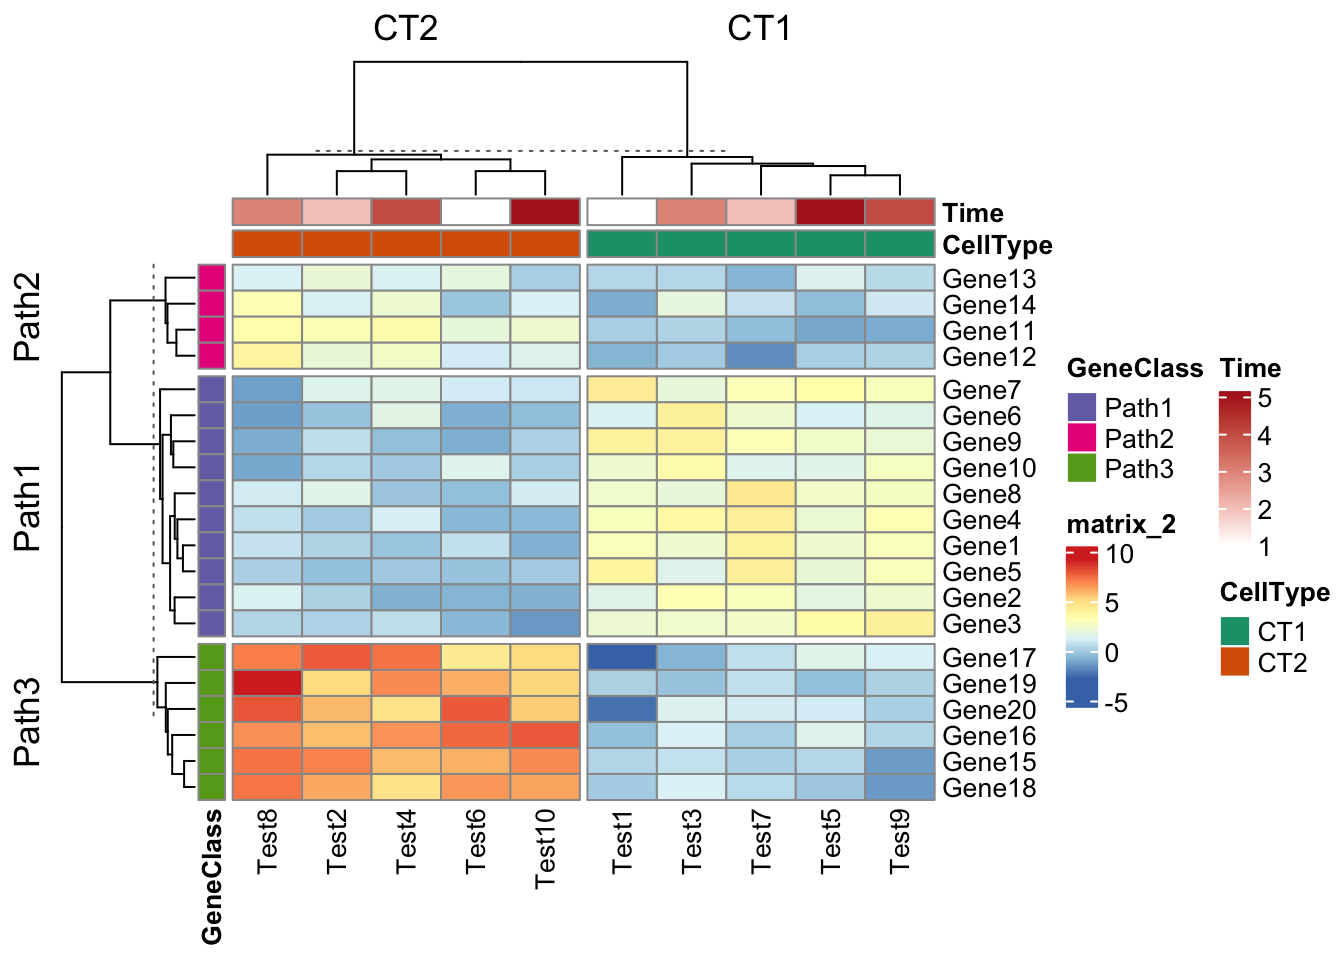 CT2
CT1
Time
CellType
Path2
Gene13
Gene14
Gene11
Gene12
Path1
Gene7
Gene6
Gene9
Gene10
Gene8
Gene4
Gene1
Gene5
Gene2
Gene3
Path3
Gene17
Gene19
Gene20
Gene16
Gene15
Gene18
GeneClass
Test8
Test2
Test4
Test6
Test10
Test1
Test3
Test7
Test5
Test9
GeneClass
Path1
Path2
Path3
matrix_2
10
5
0
-5
Time
5
4
3
2
1
CellType
CT1
CT2